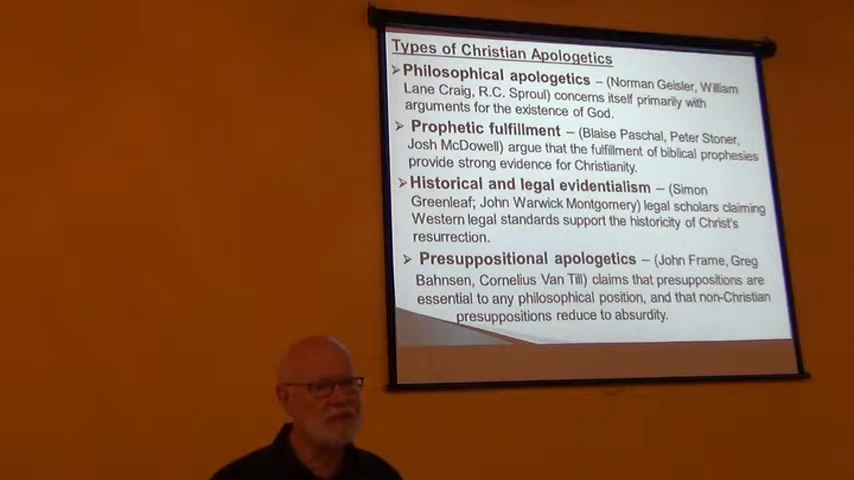 Types of Christian Apologetics
➢Philosophical apologetics – (Norman Geisler, William
Lane Craig, R.C. Sproul) concerns itself primarily with
arguments for the existence of God.
➢ Prophetic fulfillment – (Blaise Paschal, Peter Stoner,
Josh McDowell) argue that the fulfillment of biblical prophesies
provide strong evidence for Christianity.
➢Historical and legal evidentialism – (Simon
Greenleaf; John Warwick Montgomery) legal scholars claiming
Western legal standards support the historicity of Christ's
resurrection.
➢ Presuppositional apologetics – (John Frame, Greg
Bahnsen, Cornelius Van Till) claims that presuppositions are
essential to any philosophical position, and that non-Christian
presuppositions reduce to absurdity.